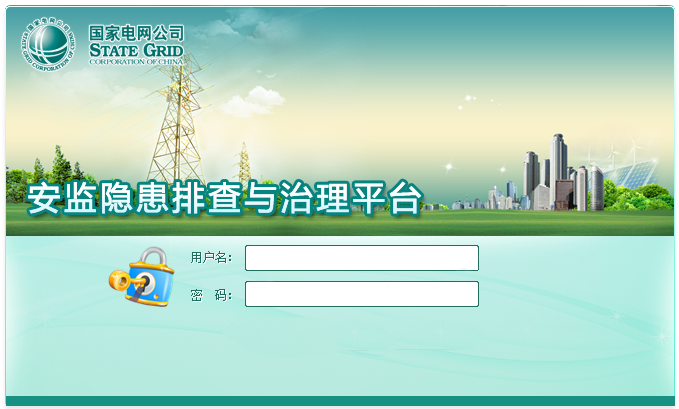 国家电网公司
STATE GRID
CORPORATION OF CHINA
安监隐患排查与治理平台
用户名:
密 码: